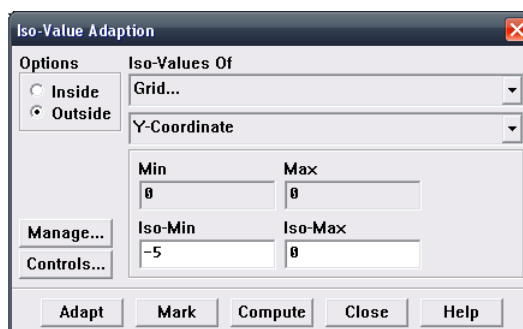 Iso-Value Adaption
Options
Inside
Outside
Iso-Values Of
Grid...
Y-Coordinate
Min Max
0 0
Iso-Min Iso-Max
-5 0
Manage...
Controls...
Adapt Mark Compute Close Help